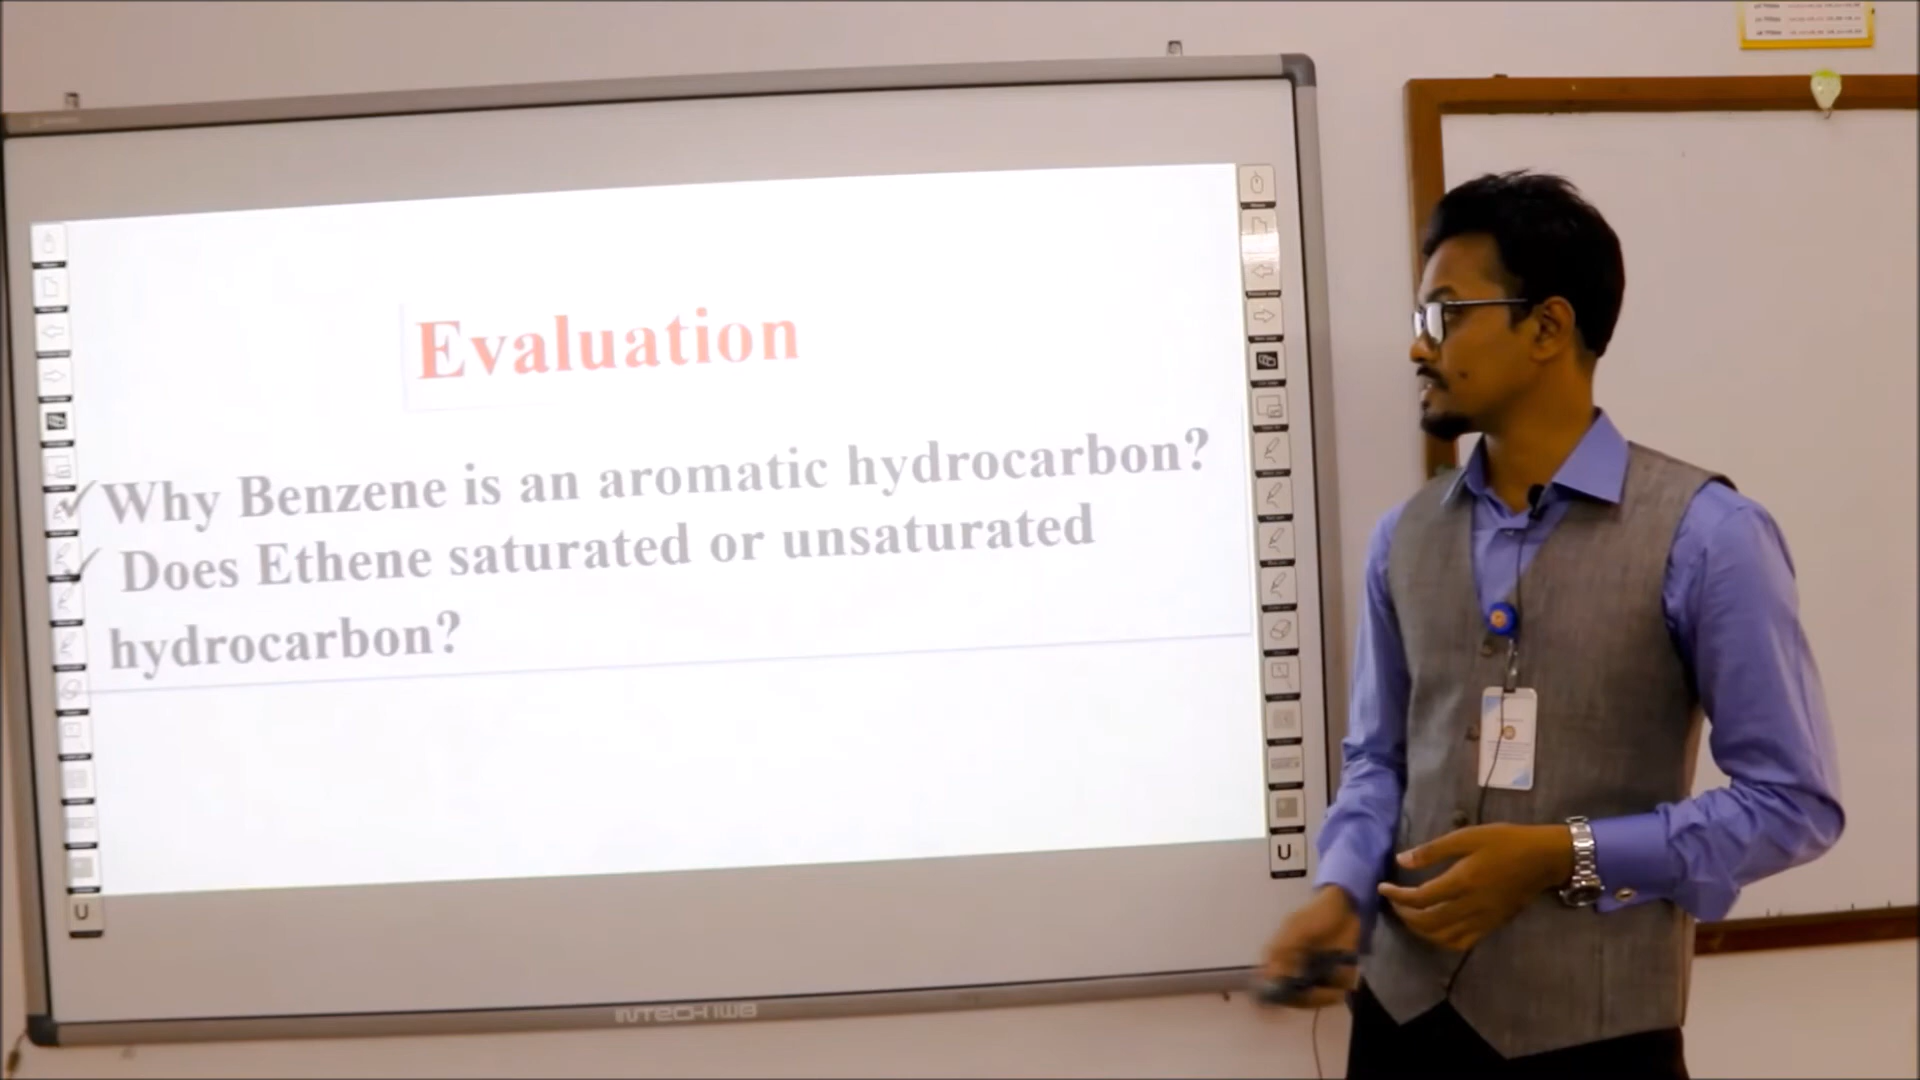 Evaluation
✓Why Benzene is an aromatic hydrocarbon?
✓ Does Ethene saturated or unsaturated
hydrocarbon?
U
U
INTECH IWB